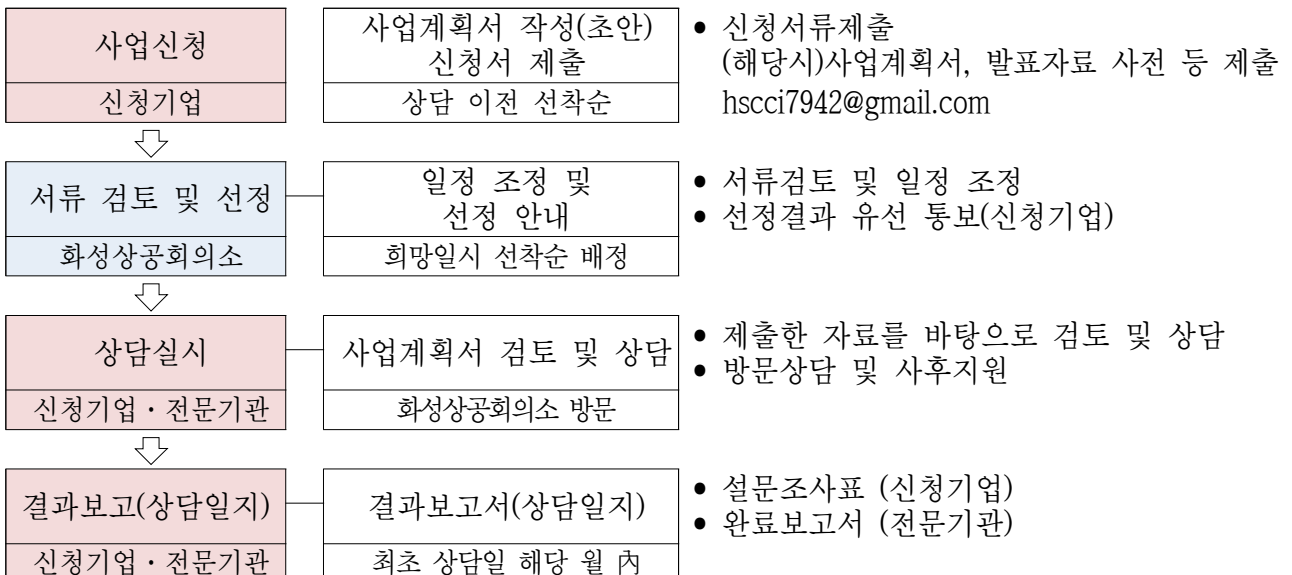 사업신청
신청기업
사업계획서 작성(초안)
신청서 제출
상담 이전 선착순
• 신청서류제출
(해당시)사업계획서, 발표자료 사전 등 제출
hscci7942@gmail.com
서류 검토 및 선정
화성상공회의소
일정 조정 및
선정 안내
희망일시 선착순 배정
• 서류검토 및 일정 조정
• 선정결과 유선 통보(신청기업)
상담실시
신청기업・전문기관
사업계획서 검토 및 상담
화성상공회의소 방문
• 제출한 자료를 바탕으로 검토 및 상담
• 방문상담 및 사후지원
결과보고(상담일지)
신청기업・전문기관
결과보고서(상담일지)
최초 상담일 해당 월 內
• 설문조사표 (신청기업)
• 완료보고서 (전문기관)